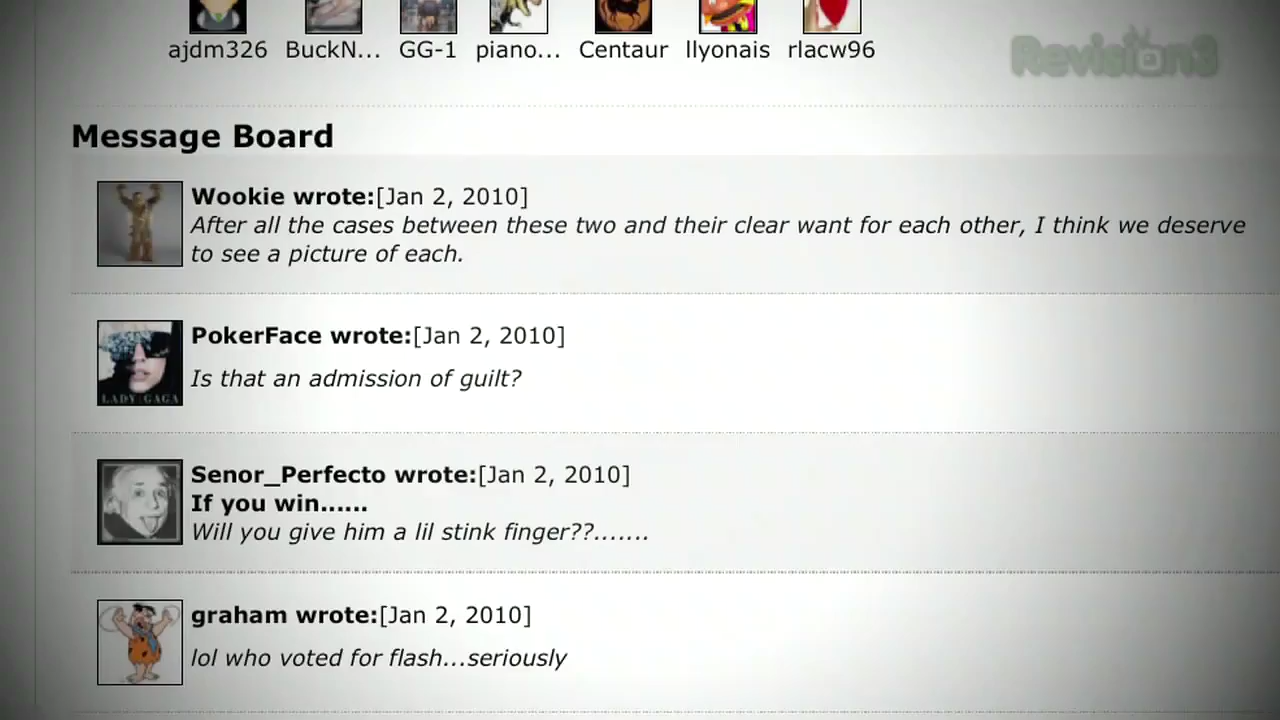 ajdm326 BuckN... GG-1 piano... Centaur llyonais rlacw96
Revision3
Message Board
Wookie wrote:[Jan 2, 2010]
After all the cases between these two and their clear want for each other, I think we deserve
to see a picture of each.
PokerFace wrote:[Jan 2, 2010]
Is that an admission of guilt?
LADY GAGA
Senor_Perfecto wrote:[Jan 2, 2010]
If you win......
Will you give him a lil stink finger??.......
graham wrote:[Jan 2, 2010]
lol who voted for flash...seriously